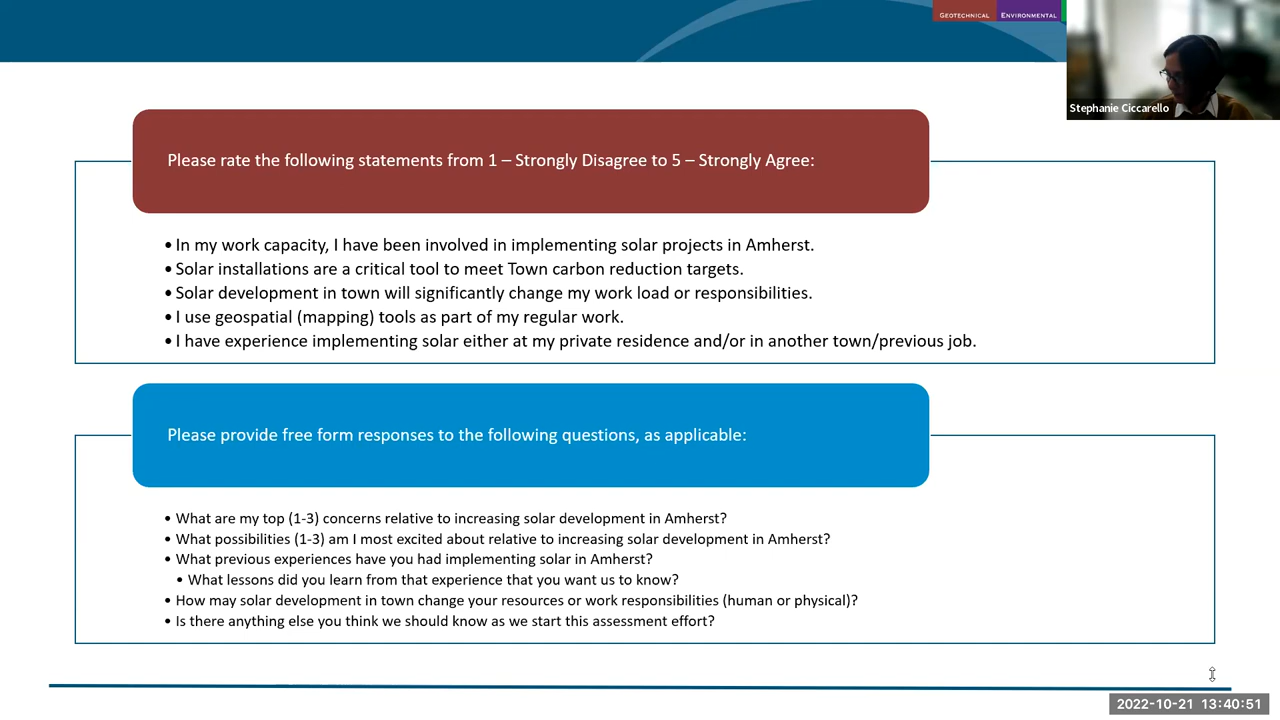 GEOTECHNICAL ENVIRONMENTAL
Stephanie Ciccarello
Please rate the following statements from 1 – Strongly Disagree to 5 – Strongly Agree:
• In my work capacity, I have been involved in implementing solar projects in Amherst.
• Solar installations are a critical tool to meet Town carbon reduction targets.
• Solar development in town will significantly change my work load or responsibilities.
• I use geospatial (mapping) tools as part of my regular work.
• I have experience implementing solar either at my private residence and/or in another town/previous job.
Please provide free form responses to the following questions, as applicable:
• What are my top (1-3) concerns relative to increasing solar development in Amherst?
• What possibilities (1-3) am I most excited about relative to increasing solar development in Amherst?
• What previous experiences have you had implementing solar in Amherst?
• What lessons did you learn from that experience that you want us to know?
• How may solar development in town change your resources or work responsibilities (human or physical)?
• Is there anything else you think we should know as we start this assessment effort?
2022-10-21 13:40:51